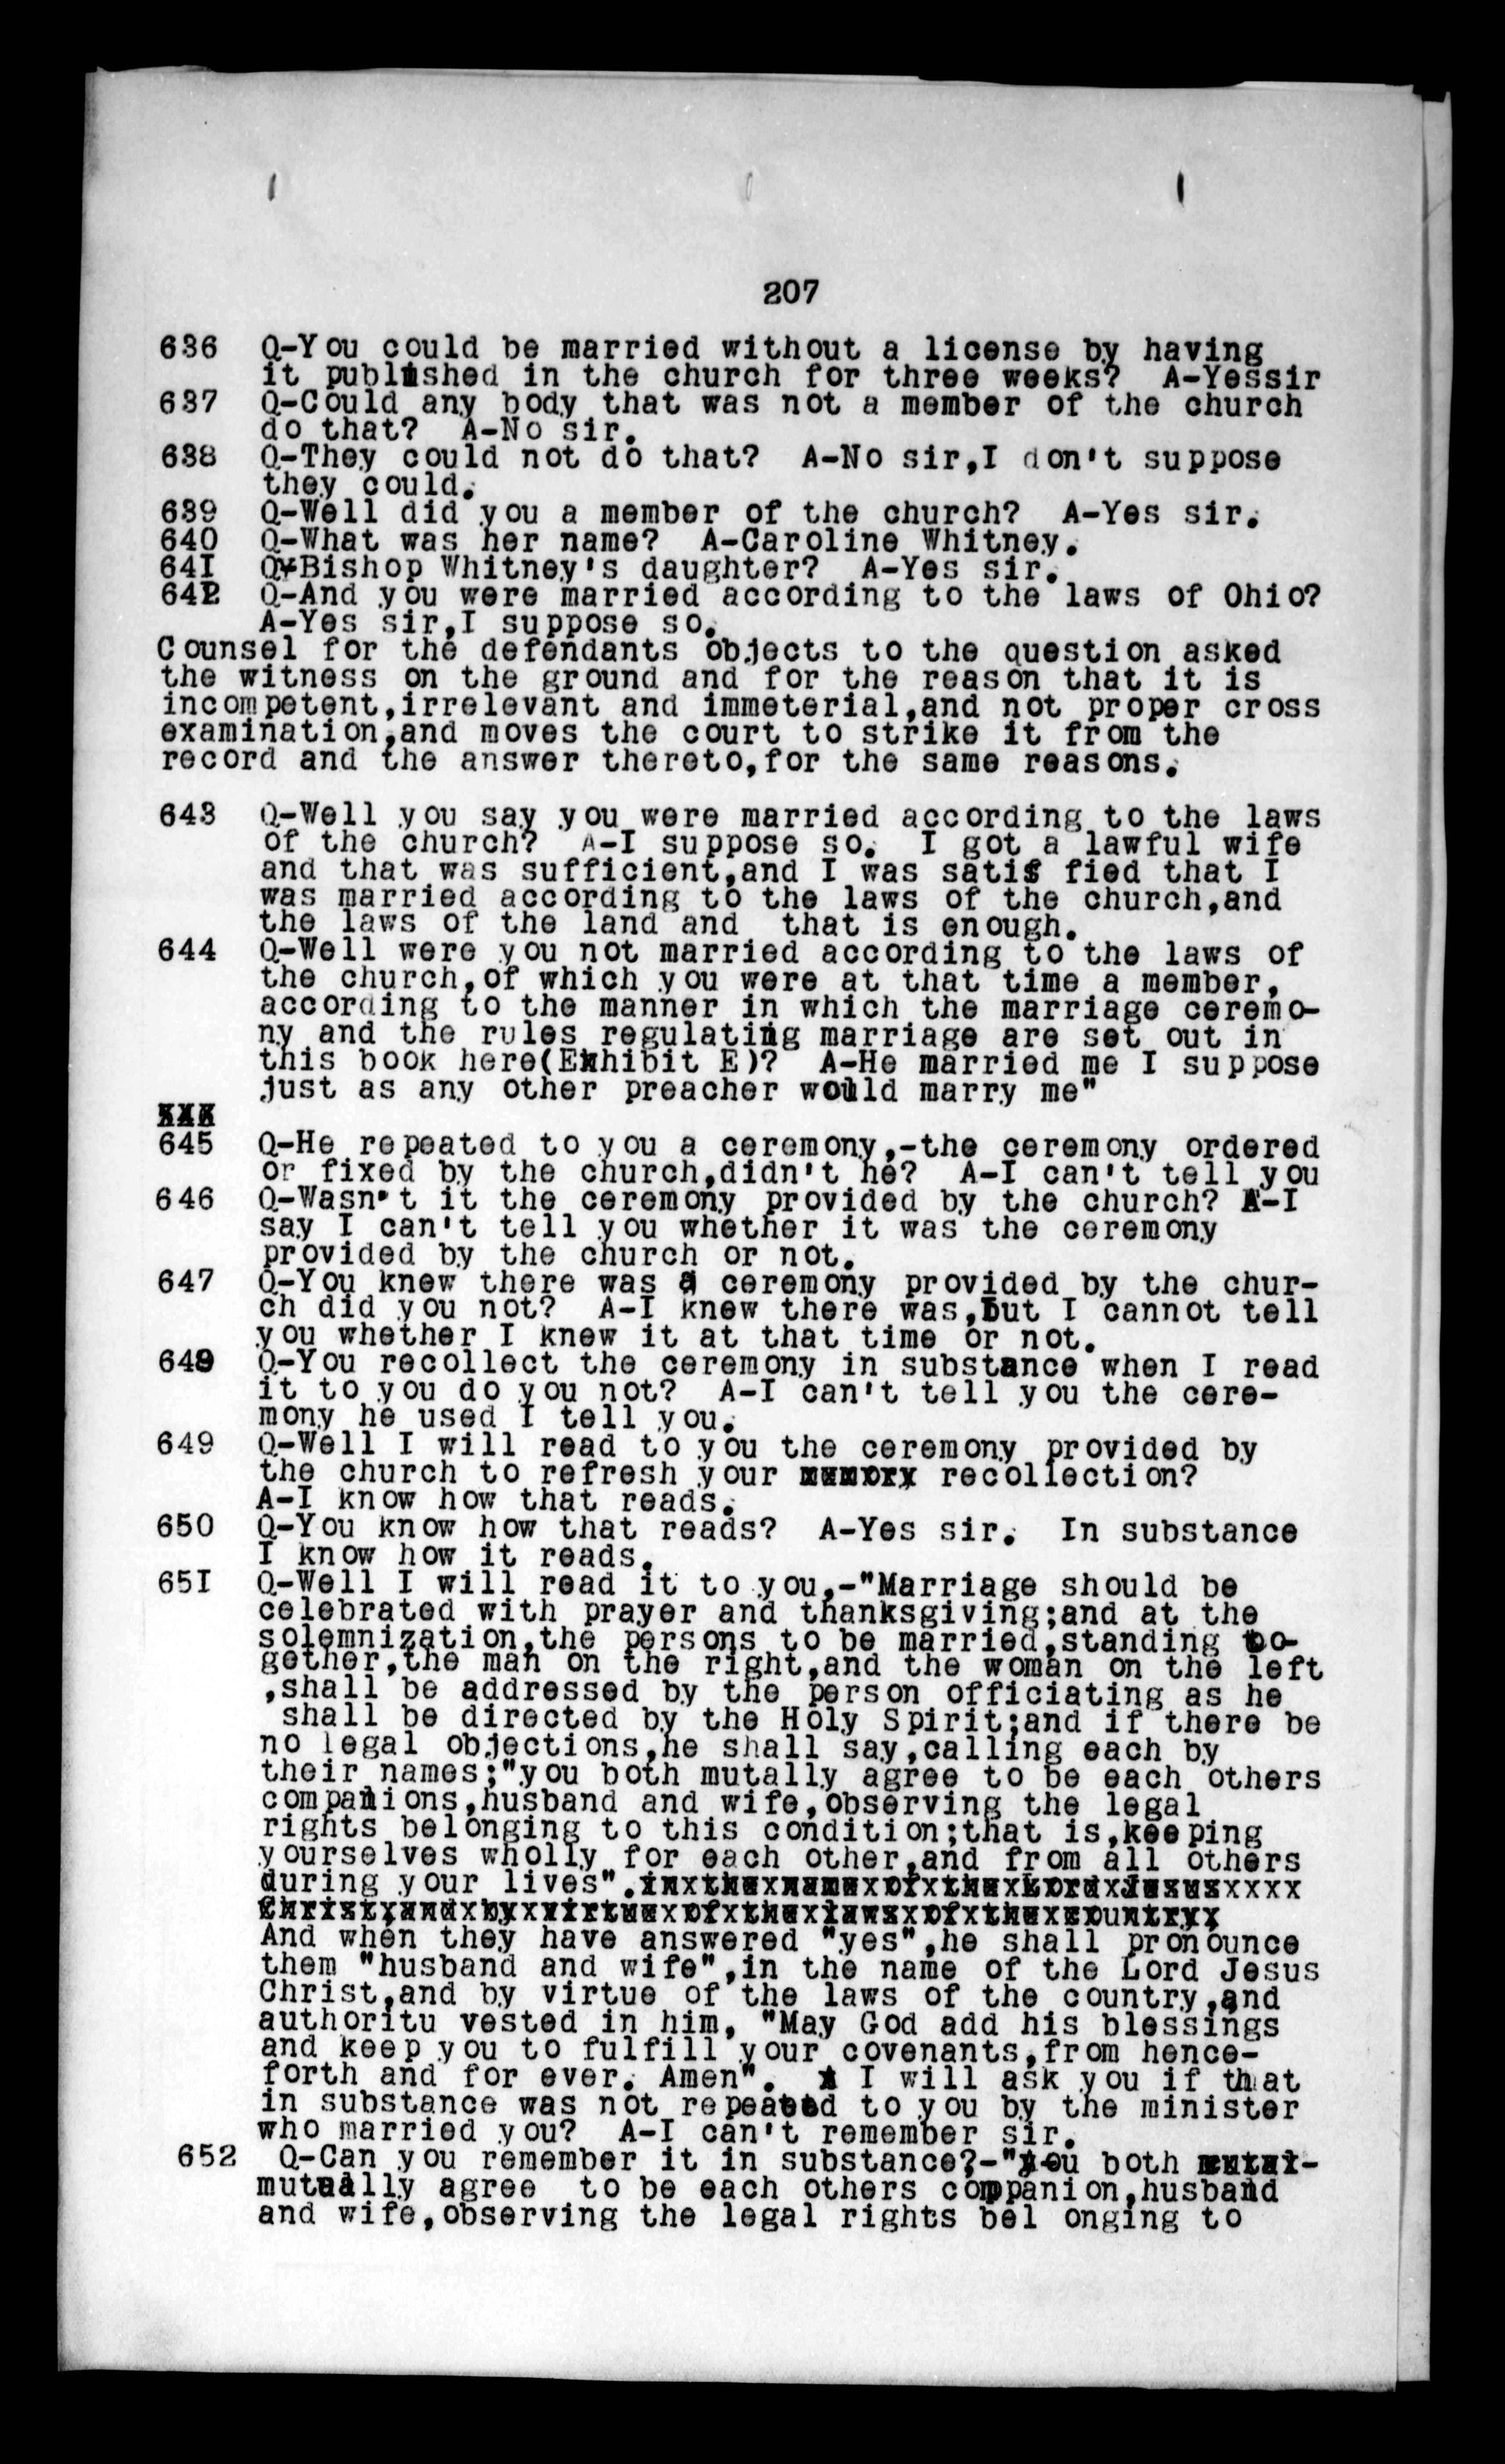 207
636 Q-You could be married without a license by having
it published in the church for three weeks? A-Yessir
637 Q-Could any body that was not a member of the church
do that? A-No sir.
638 Q-They could not do that? A-No sir,I don't suppose
they could.
639 Q-Well did you a member of the church? A-Yes sir.
640 Q-What was her name? A-Caroline Whitney.
641 Q-Bishop Whitney's daughter? A-Yes sir.
642 Q-And you were married according to the laws of Ohio?
A-Yes sir,I suppose so.
Counsel for the defendants objects to the question asked
the witness on the ground and for the reason that it is
incompetent,irrelevant and immeterial,and not proper cross
examination,and moves the court to strike it from the
record and the answer thereto,for the same reasons.
643 Q-Well you say you were married according to the laws
of the church? A-I suppose so. I got a lawful wife
and that was sufficient,and I was satis fied that I
was married according to the laws of the church,and
the laws of the land and that is enough.
644 Q-Well were you not married according to the laws of
the church,of which you were at that time a member,
according to the manner in which the marriage ceremo-
ny and the rules regulating marriage are set out in
this book here(Exhibit E)? A-He married me I suppose
just as any other preacher would marry me"
645 Q-He repeated to you a ceremony,-the ceremony ordered
or fixed by the church,didn't he? A-I can't tell you
646 Q-Wasn't it the ceremony provided by the church? A-I
say I can't tell you whether it was the ceremony
provided by the church or not.
647 Q-You knew there was a ceremony provided by the chur-
ch did you not? A-I knew there was,but I cannot tell
you whether I knew it at that time or not.
648 Q-You recollect the ceremony in substance when I read
it to you do you not? A-I can't tell you the cere-
mony he used I tell you.
649 Q-Well I will read to you the ceremony provided by
the church to refresh your memory recollection?
A-I know how that reads.
650 Q-You know how that reads? A-Yes sir. In substance
I know how it reads.
651 Q-Well I will read it to you,-"Marriage should be
celebrated with prayer and thanksgiving;and at the
solemnization,the persons to be married,standing to-
gether,the man on the right,and the woman on the left
,shall be addressed by the person officiating as he
shall be directed by the Holy Spirit;and if there be
no legal objections,he shall say,calling each by
their names;"you both mutally agree to be each others
companions,husband and wife,observing the legal
rights belonging to this condition;that is,keeping
yourselves wholly for each other,and from all others
during your lives".in the name of the Lord Jesus
Christ,and by virtue of the laws of the country
And when they have answered "yes",he shall pronounce
them "husband and wife",in the name of the Lord Jesus
Christ,and by virtue of the laws of the country,and
authoritu vested in him, "May God add his blessings
and keep you to fulfill your covenants,from hence-
forth and for ever. Amen". I will ask you if that
in substance was not repeated to you by the minister
who married you? A-I can't remember sir.
652 Q-Can you remember it in substance?-"you both
mutually agree to be each others companion,husband
and wife,observing the legal rights bel onging to